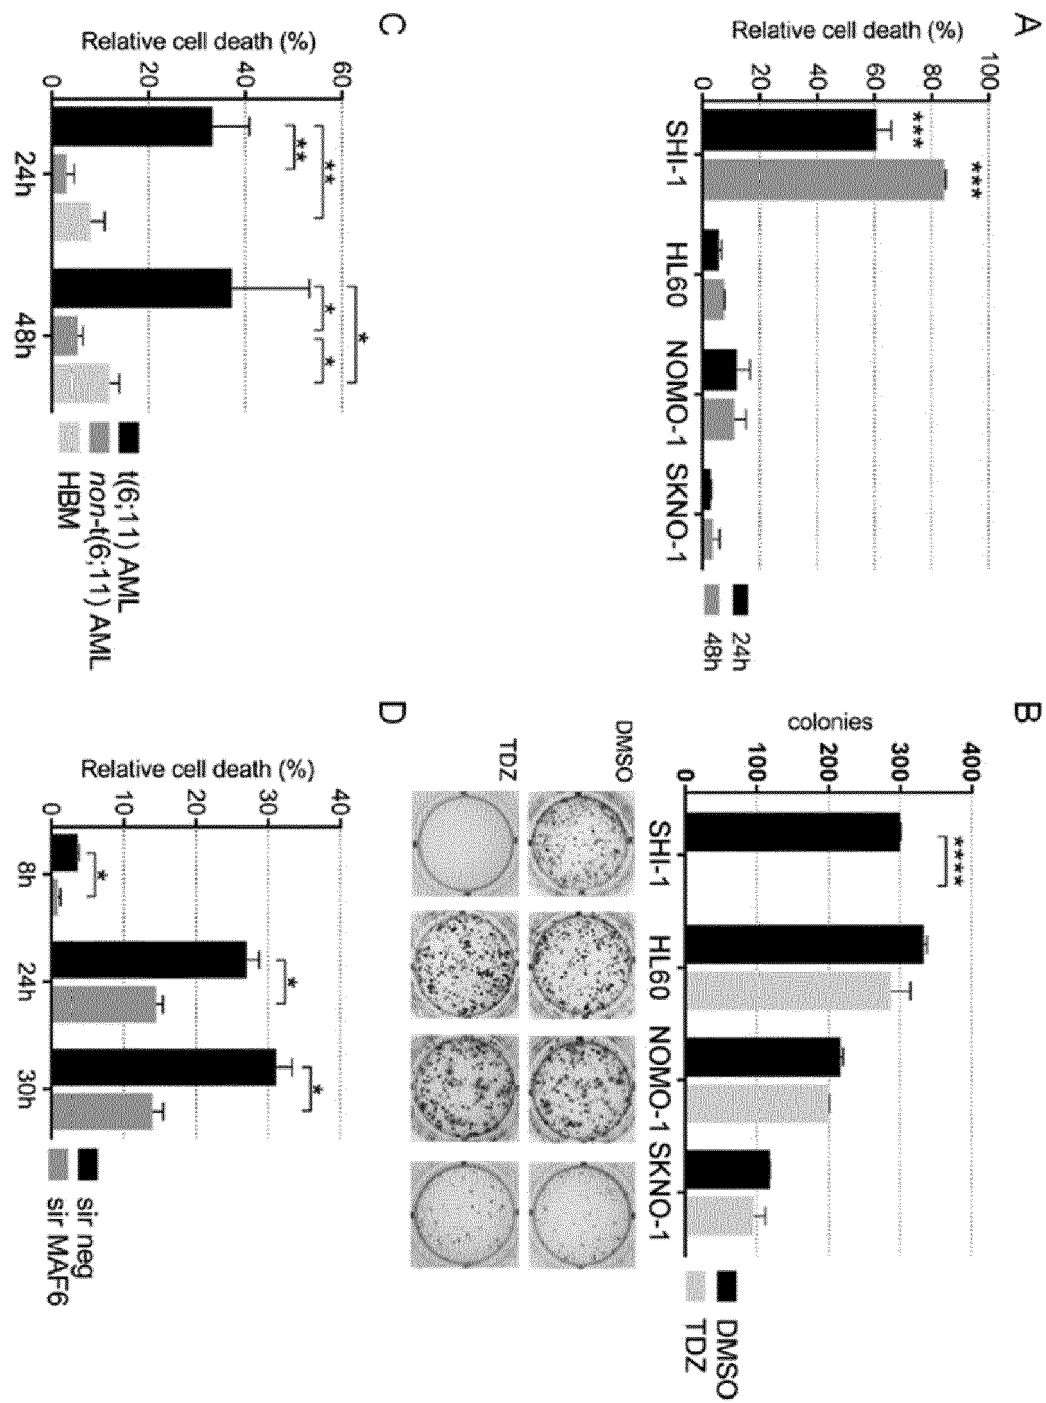 A
Relative cell death (%)
100
80
60
40
20
0
***
***
SHI-1
HL60
NOMO-1
SKNO-1
24h
48h
B
colonies
400
300
200
100
0
****
SHI-1
HL60
NOMO-1
SKNO-1
DMSO
TDZ
DMSO
TDZ
C
Relative cell death (%)
60
40
20
0
**
**
*
*
*
24h
48h
t(6;11) AML
non-t(6;11) AML
HBM
D
Relative cell death (%)
40
30
20
10
0
*
*
*
8h
24h
30h
sir neg
sir MAF6